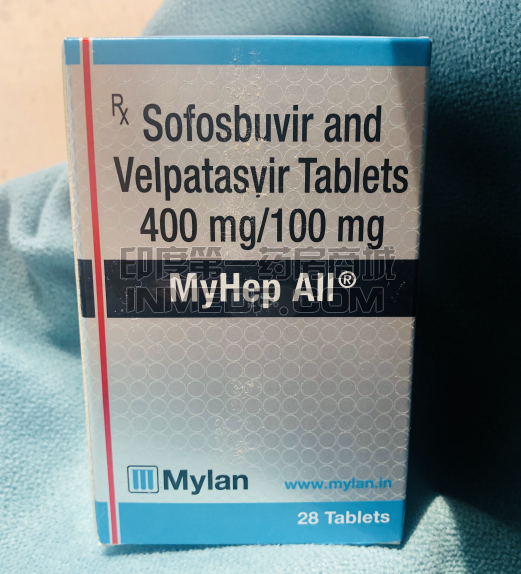 Rx
Sofosbuvir and
Velpatasvir Tablets
400 mg/100 mg
印度第一药房商城
INMEDP.COM
MyHep All®
Mylan
www.mylan.in
28 Tablets